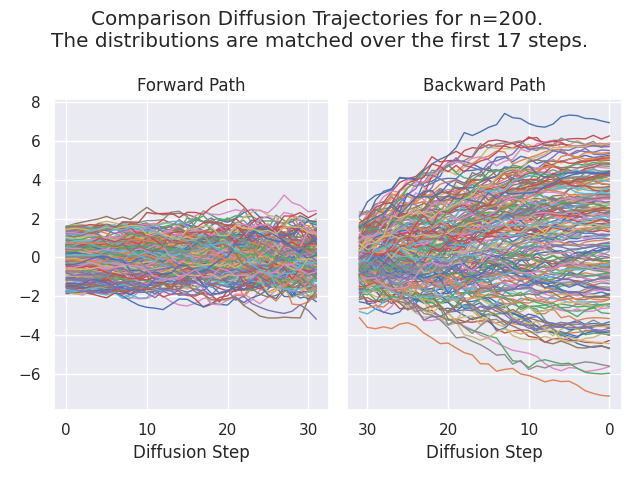 Comparison Diffusion Trajectories for n=200.
The distributions are matched over the first 17 steps.
Forward Path
Backward Path
8
6
4
2
0
−2
−4
−6
0 10 20 30
30 20 10 0
Diffusion Step
Diffusion Step